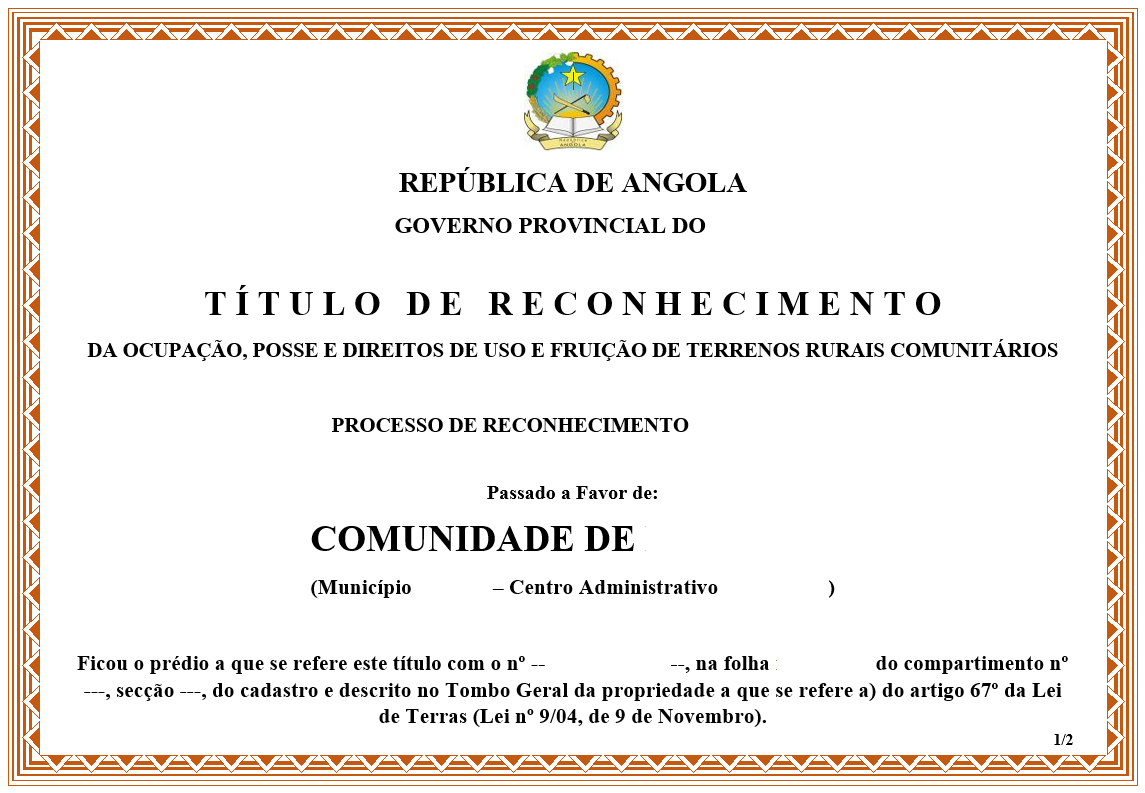 República
ANGOLA
REPÚBLICA DE ANGOLA
GOVERNO PROVINCIAL DO
TÍTULO DE RECONHECIMENTO
DA OCUPAÇÃO, POSSE E DIREITOS DE USO E FRUIÇÃO DE TERRENOS RURAIS COMUNITÁRIOS
PROCESSO DE RECONHECIMENTO
Passado a Favor de:
COMUNIDADE DE
(Município – Centro Administrativo )
Ficou o prédio a que se refere este título com o nº -- --, na folha do compartimento nº
---, secção ---, do cadastro e descrito no Tombo Geral da propriedade a que se refere a) do artigo 67º da Lei
de Terras (Lei nº 9/04, de 9 de Novembro).
1/2